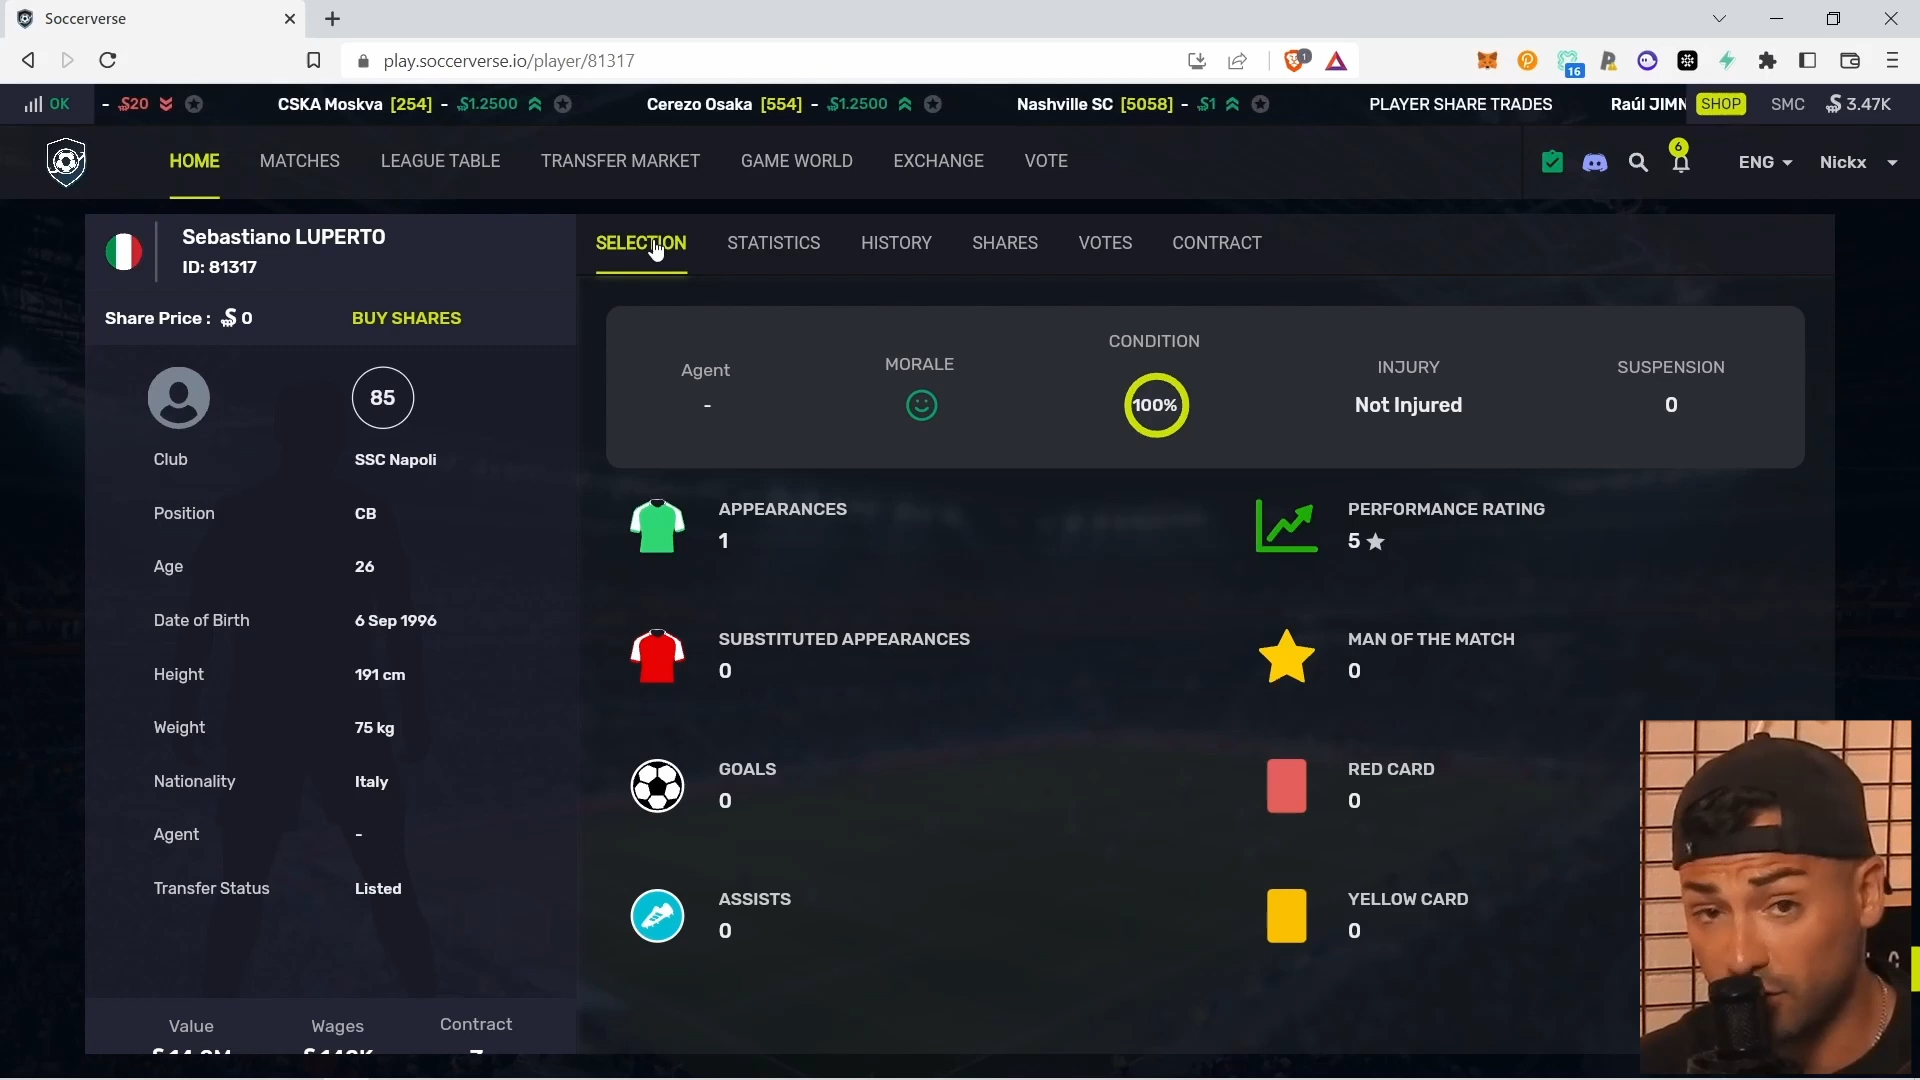 Soccerverse
play.soccerverse.io/player/81317
1
16
OK
- $20
CSKA Moskva [254] - $1.2500
Cerezo Osaka [554] - $1.2500
Nashville SC [5058] - $1
PLAYER SHARE TRADES
Raúl JIMN
SHOP
SMC
$ 3.47K
HOME
MATCHES
LEAGUE TABLE
TRANSFER MARKET
GAME WORLD
EXCHANGE
VOTE
6
ENG
Nickx
Sebastiano LUPERTO
ID: 81317
Share Price : $ 0
BUY SHARES
85
Club SSC Napoli
Position CB
Age 26
Date of Birth 6 Sep 1996
Height 191 cm
Weight 75 kg
Nationality Italy
Agent -
Transfer Status Listed
Value
Wages
Contract
SELECTION
STATISTICS
HISTORY
SHARES
VOTES
CONTRACT
Agent
-
MORALE
CONDITION
100%
INJURY
Not Injured
SUSPENSION
0
APPEARANCES
1
PERFORMANCE RATING
5
SUBSTITUTED APPEARANCES
0
MAN OF THE MATCH
0
GOALS
0
RED CARD
0
ASSISTS
0
YELLOW CARD
0